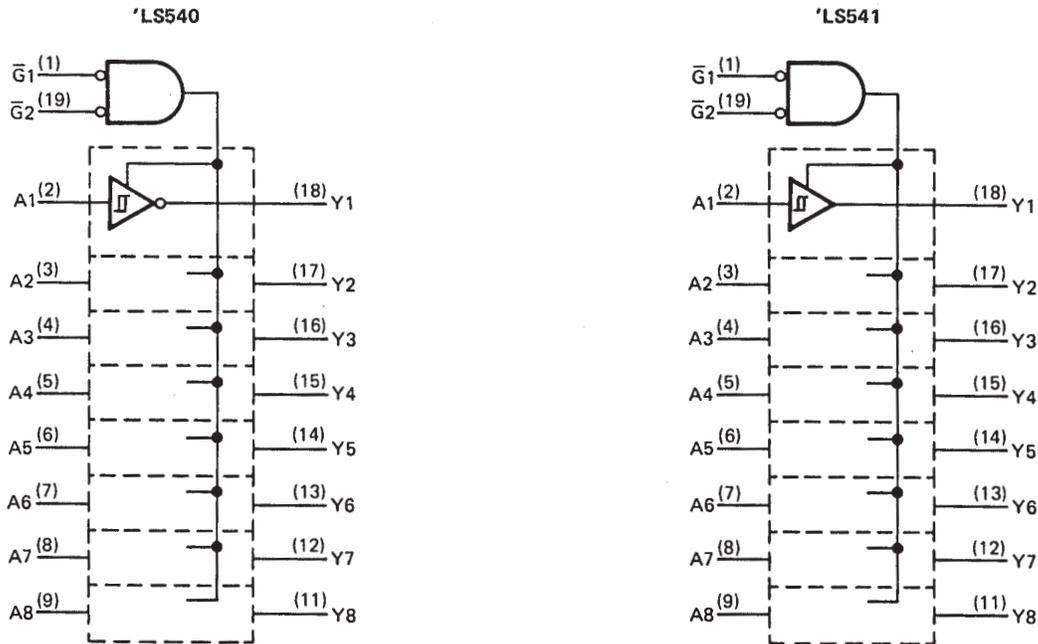 'LS540
G̅1 (1)
G̅2 (19)
A1 (2)
(18) Y1
A2 (3)
(17) Y2
A3 (4)
(16) Y3
A4 (5)
(15) Y4
A5 (6)
(14) Y5
A6 (7)
(13) Y6
A7 (8)
(12) Y7
A8 (9)
(11) Y8
'LS541
G̅1 (1)
G̅2 (19)
A1 (2)
(18) Y1
A2 (3)
(17) Y2
A3 (4)
(16) Y3
A4 (5)
(15) Y4
A5 (6)
(14) Y5
A6 (7)
(13) Y6
A7 (8)
(12) Y7
A8 (9)
(11) Y8